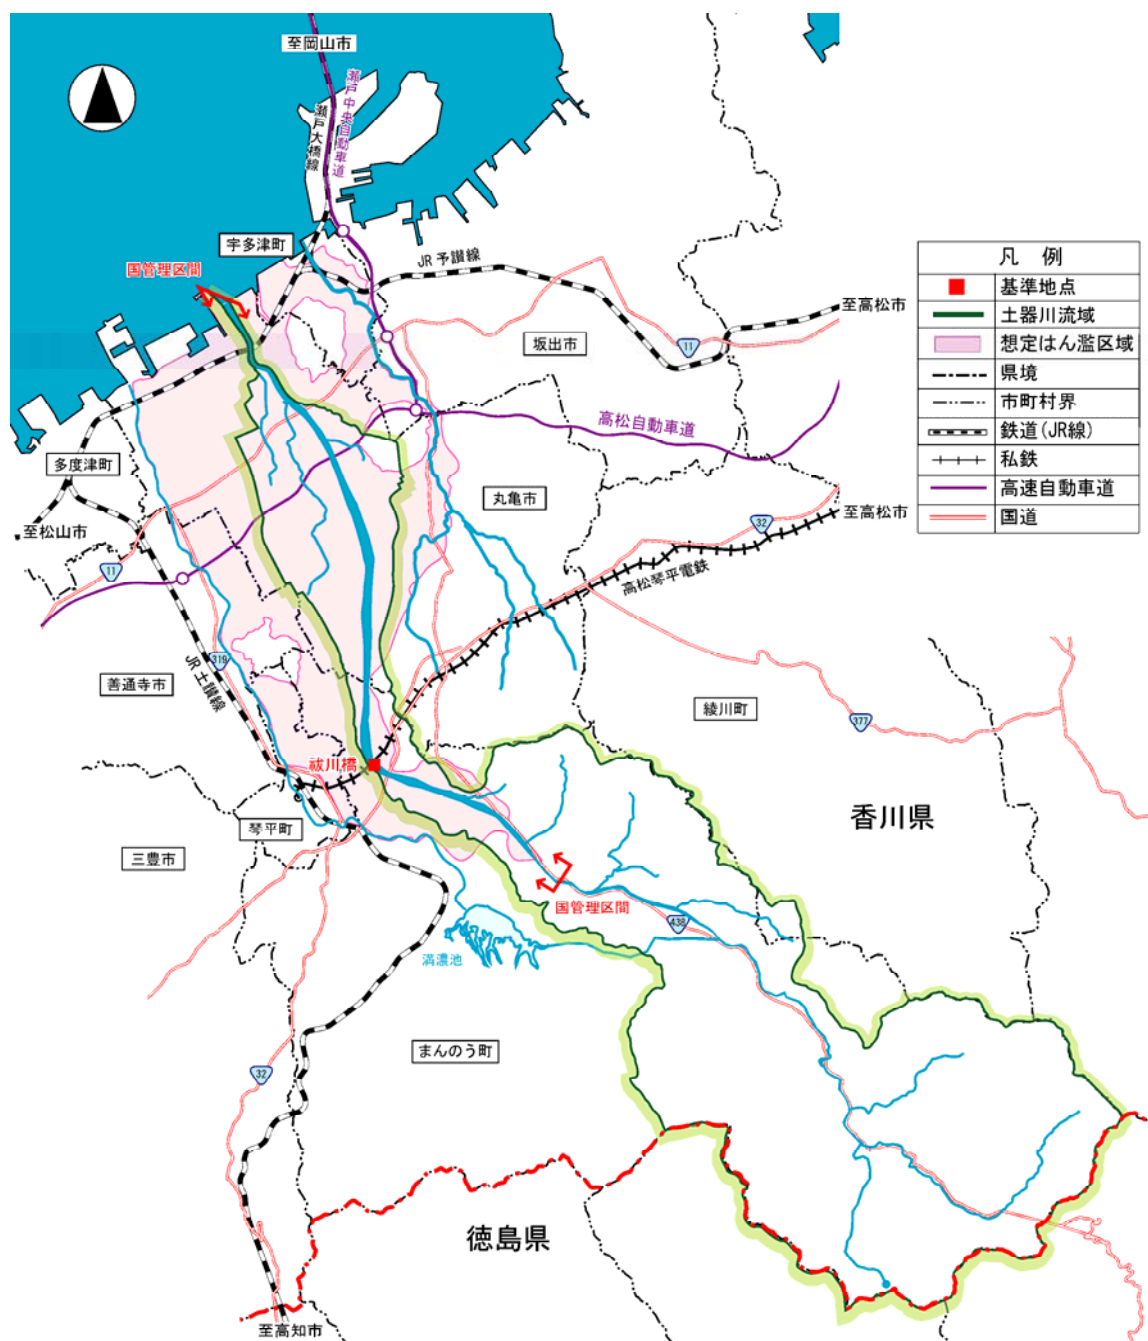 至岡山市
瀬戸中央自動車道
瀬戸大橋線
宇多津町
国管理区間
JR 予讃線
至高松市
11
坂出市
凡 例
基準地点
土器川流域
想定はん濫区域
県境
市町村界
鉄道(JR線)
私鉄
高速自動車道
国道
高松自動車道
多度津町
丸亀市
至松山市
至高松市
32
11
高松琴平電鉄
319
JR土讃線
善通寺市
綾川町
377
祓川橋
香川県
琴平町
三豊市
国管理区間
438
満濃池
まんのう町
32
徳島県
至高知市